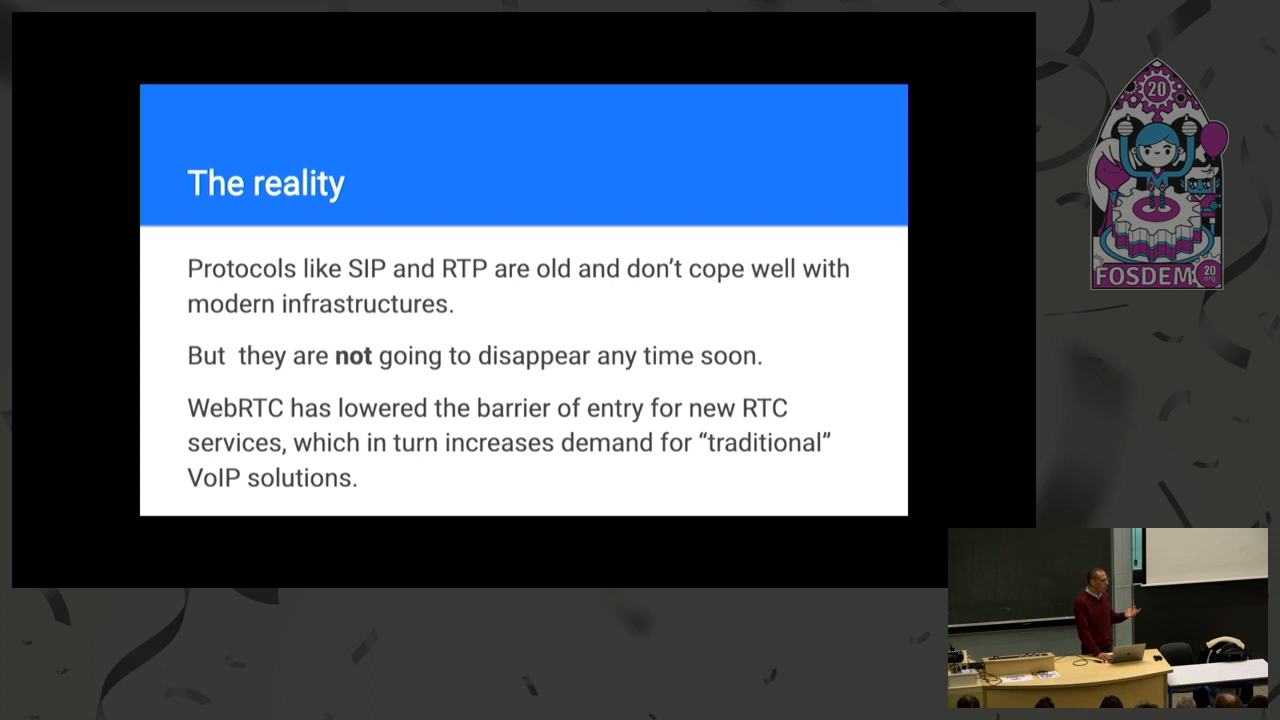 The reality
Protocols like SIP and RTP are old and don’t cope well with
modern infrastructures.
But  they are not going to disappear any time soon.
WebRTC has lowered the barrier of entry for new RTC
services, which in turn increases demand for “traditional”
VoIP solutions.
20
FOSDEM
20
.org